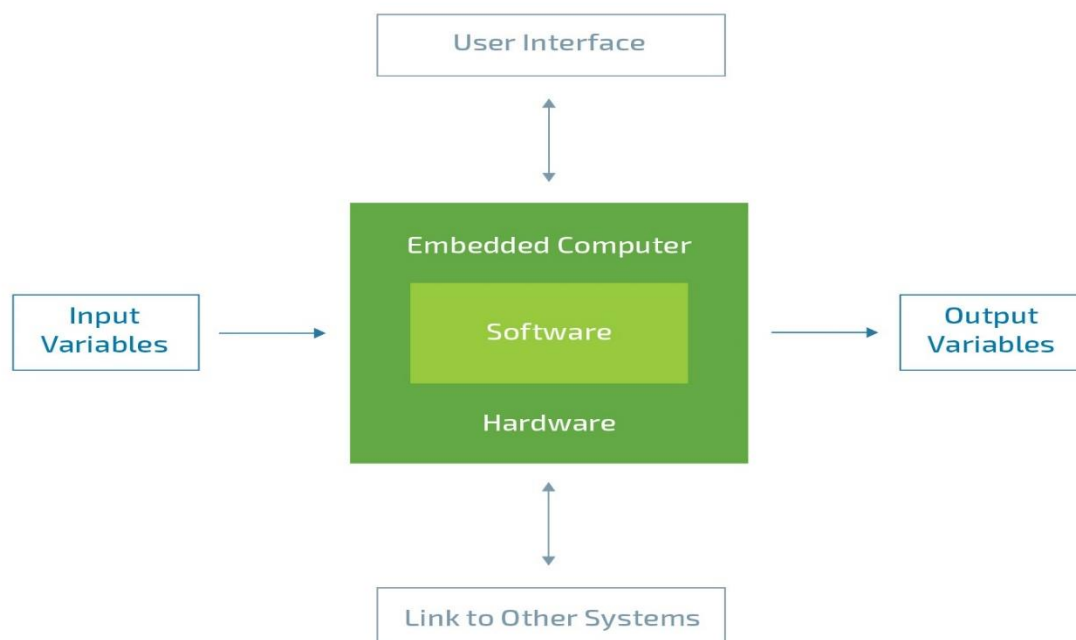 User Interface
Embedded Computer
Input
Variables
Software
Output
Variables
Hardware
Link to Other Systems